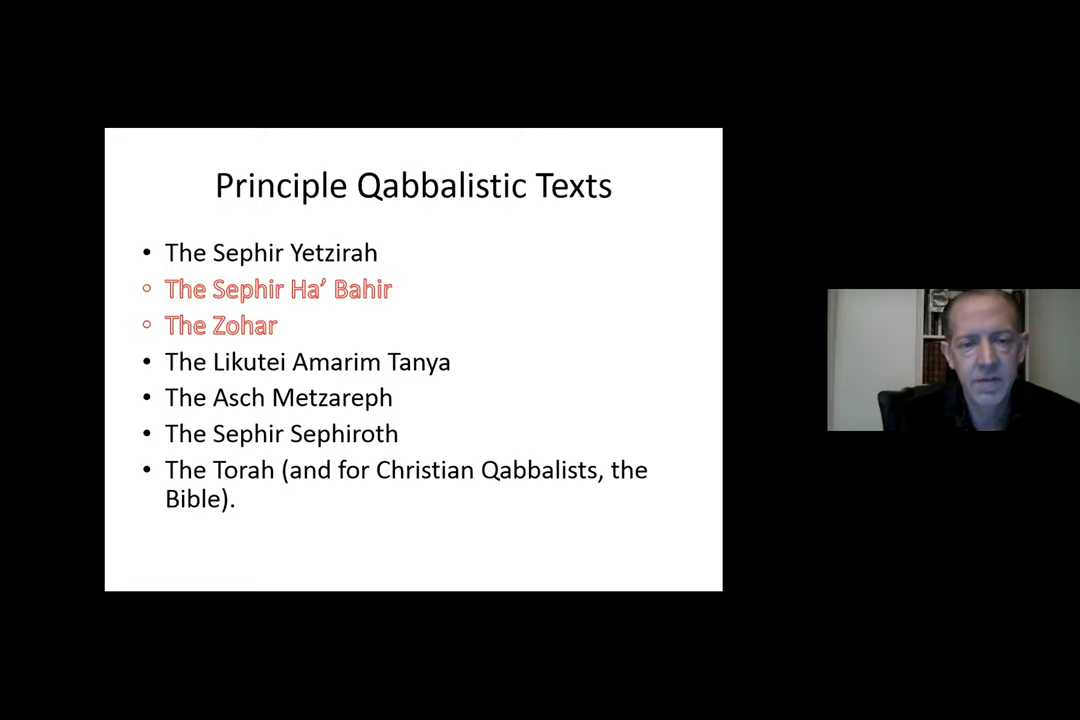 Principle Qabbalistic Texts
• The Sephir Yetzirah
◦ The Sephir Ha’ Bahir
◦ The Zohar
• The Likutei Amarim Tanya
• The Asch Metzareph
• The Sephir Sephiroth
• The Torah (and for Christian Qabbalists, the
Bible).